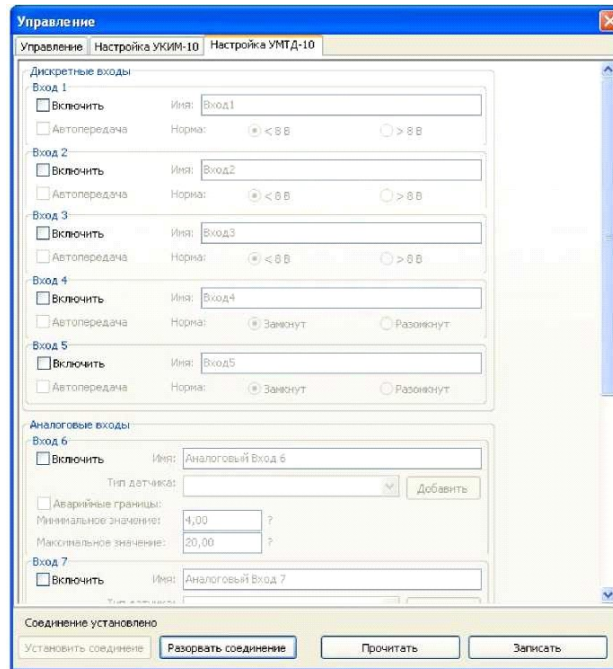 Управление
Управление Настройка УКИМ-10 Настройка УМТД-10
Дискретные входы
Вход 1
Включить Имя: Вход1
Автопередача Норма: < 8 В > 8 В
Вход 2
Включить Имя: Вход2
Автопередача Норма: < 8 В > 8 В
Вход 3
Включить Имя: Вход3
Автопередача Норма: < 8 В > 8 В
Вход 4
Включить Имя: Вход4
Автопередача Норма: Замкнут Разомкнут
Вход 5
Включить Имя: Вход5
Автопередача Норма: Замкнут Разомкнут
Аналоговые входы
Вход 6
Включить Имя: Аналоговый Вход 6
Тип датчика: Добавить
Аварийные границы:
Минимальное значение: 4,00 ?
Максимальное значение: 20,00 ?
Вход 7
Включить Имя: Аналоговый Вход 7
Соединение установлено
Установить соединение Разорвать соединение Прочитать Записать